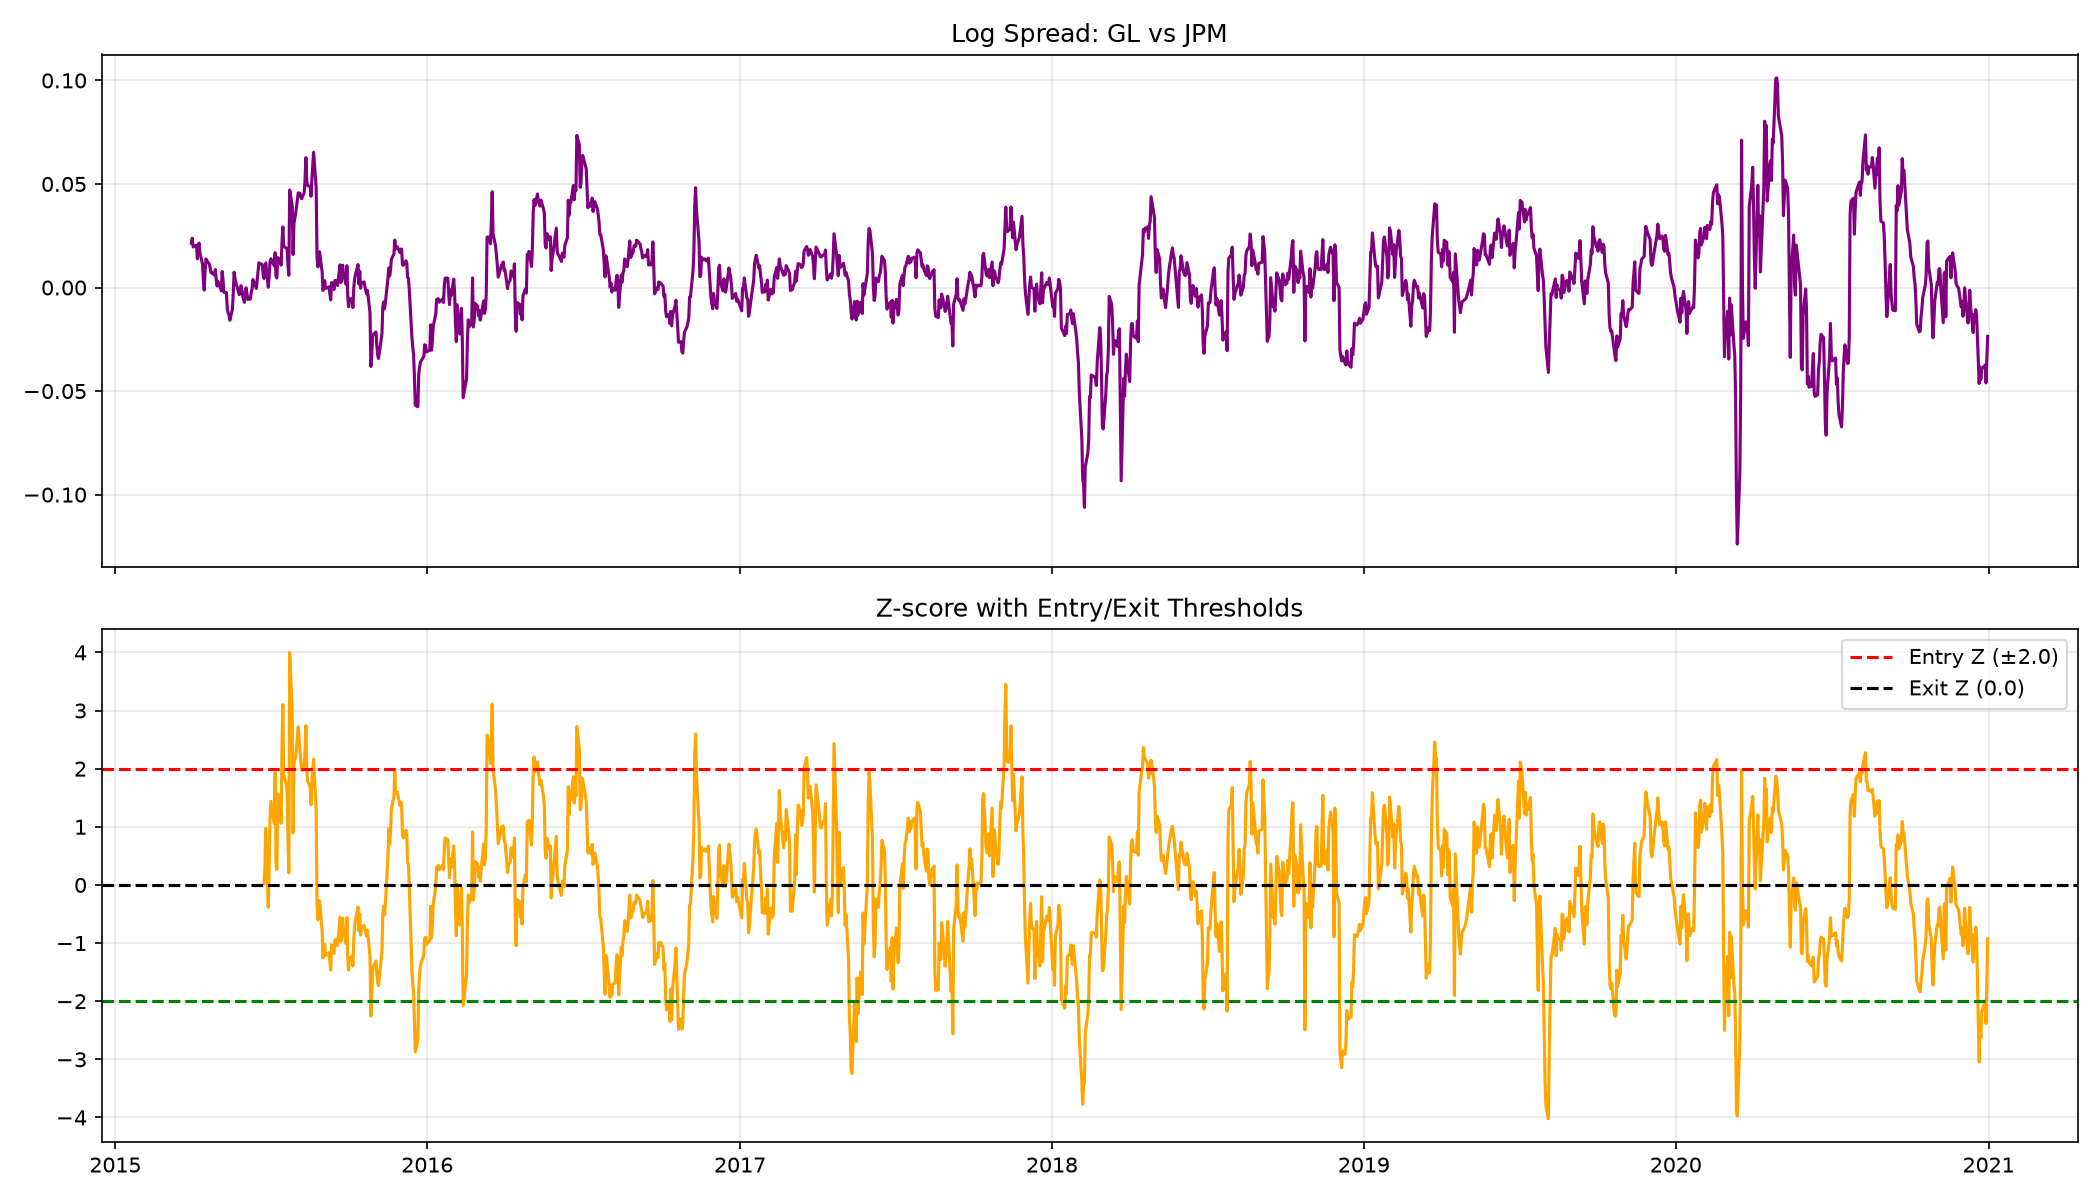 Log Spread: GL vs JPM
0.10
0.05
0.00
−0.05
−0.10
Z-score with Entry/Exit Thresholds
4
3
2
1
0
−1
−2
−3
−4
Entry Z (±2.0)
Exit Z (0.0)
2015 2016 2017 2018 2019 2020 2021